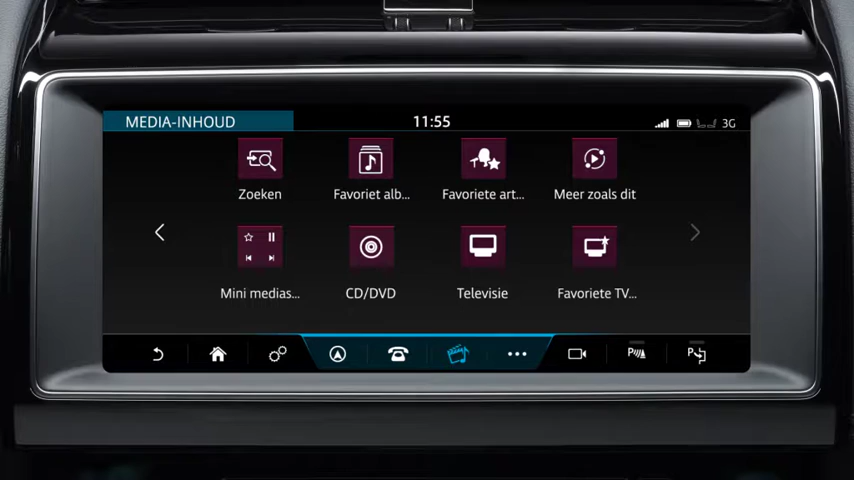 MEDIA-INHOUD
11:55
3G
Zoeken
Favoriet alb...
Favoriete art...
Meer zoals dit
Mini medias...
CD/DVD
Televisie
Favoriete TV...
P
P